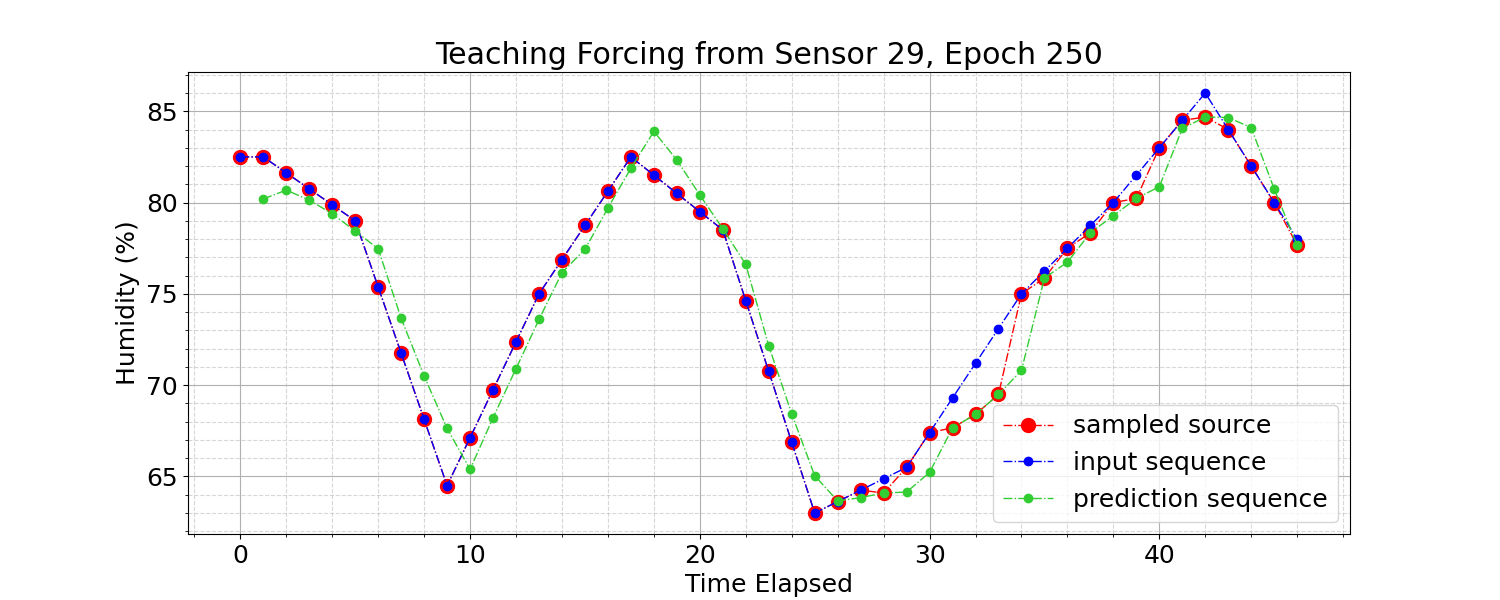 Teaching Forcing from Sensor 29, Epoch 250
85
80
75
70
65
Humidity (%)
sampled source
input sequence
prediction sequence
0 10 20 30 40
Time Elapsed